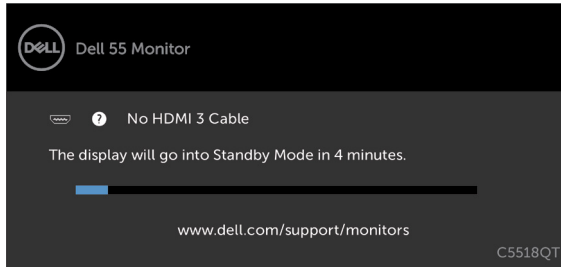 DELL Dell 55 Monitor
? No HDMI 3 Cable
The display will go into Standby Mode in 4 minutes.
www.dell.com/support/monitors
C5518QT